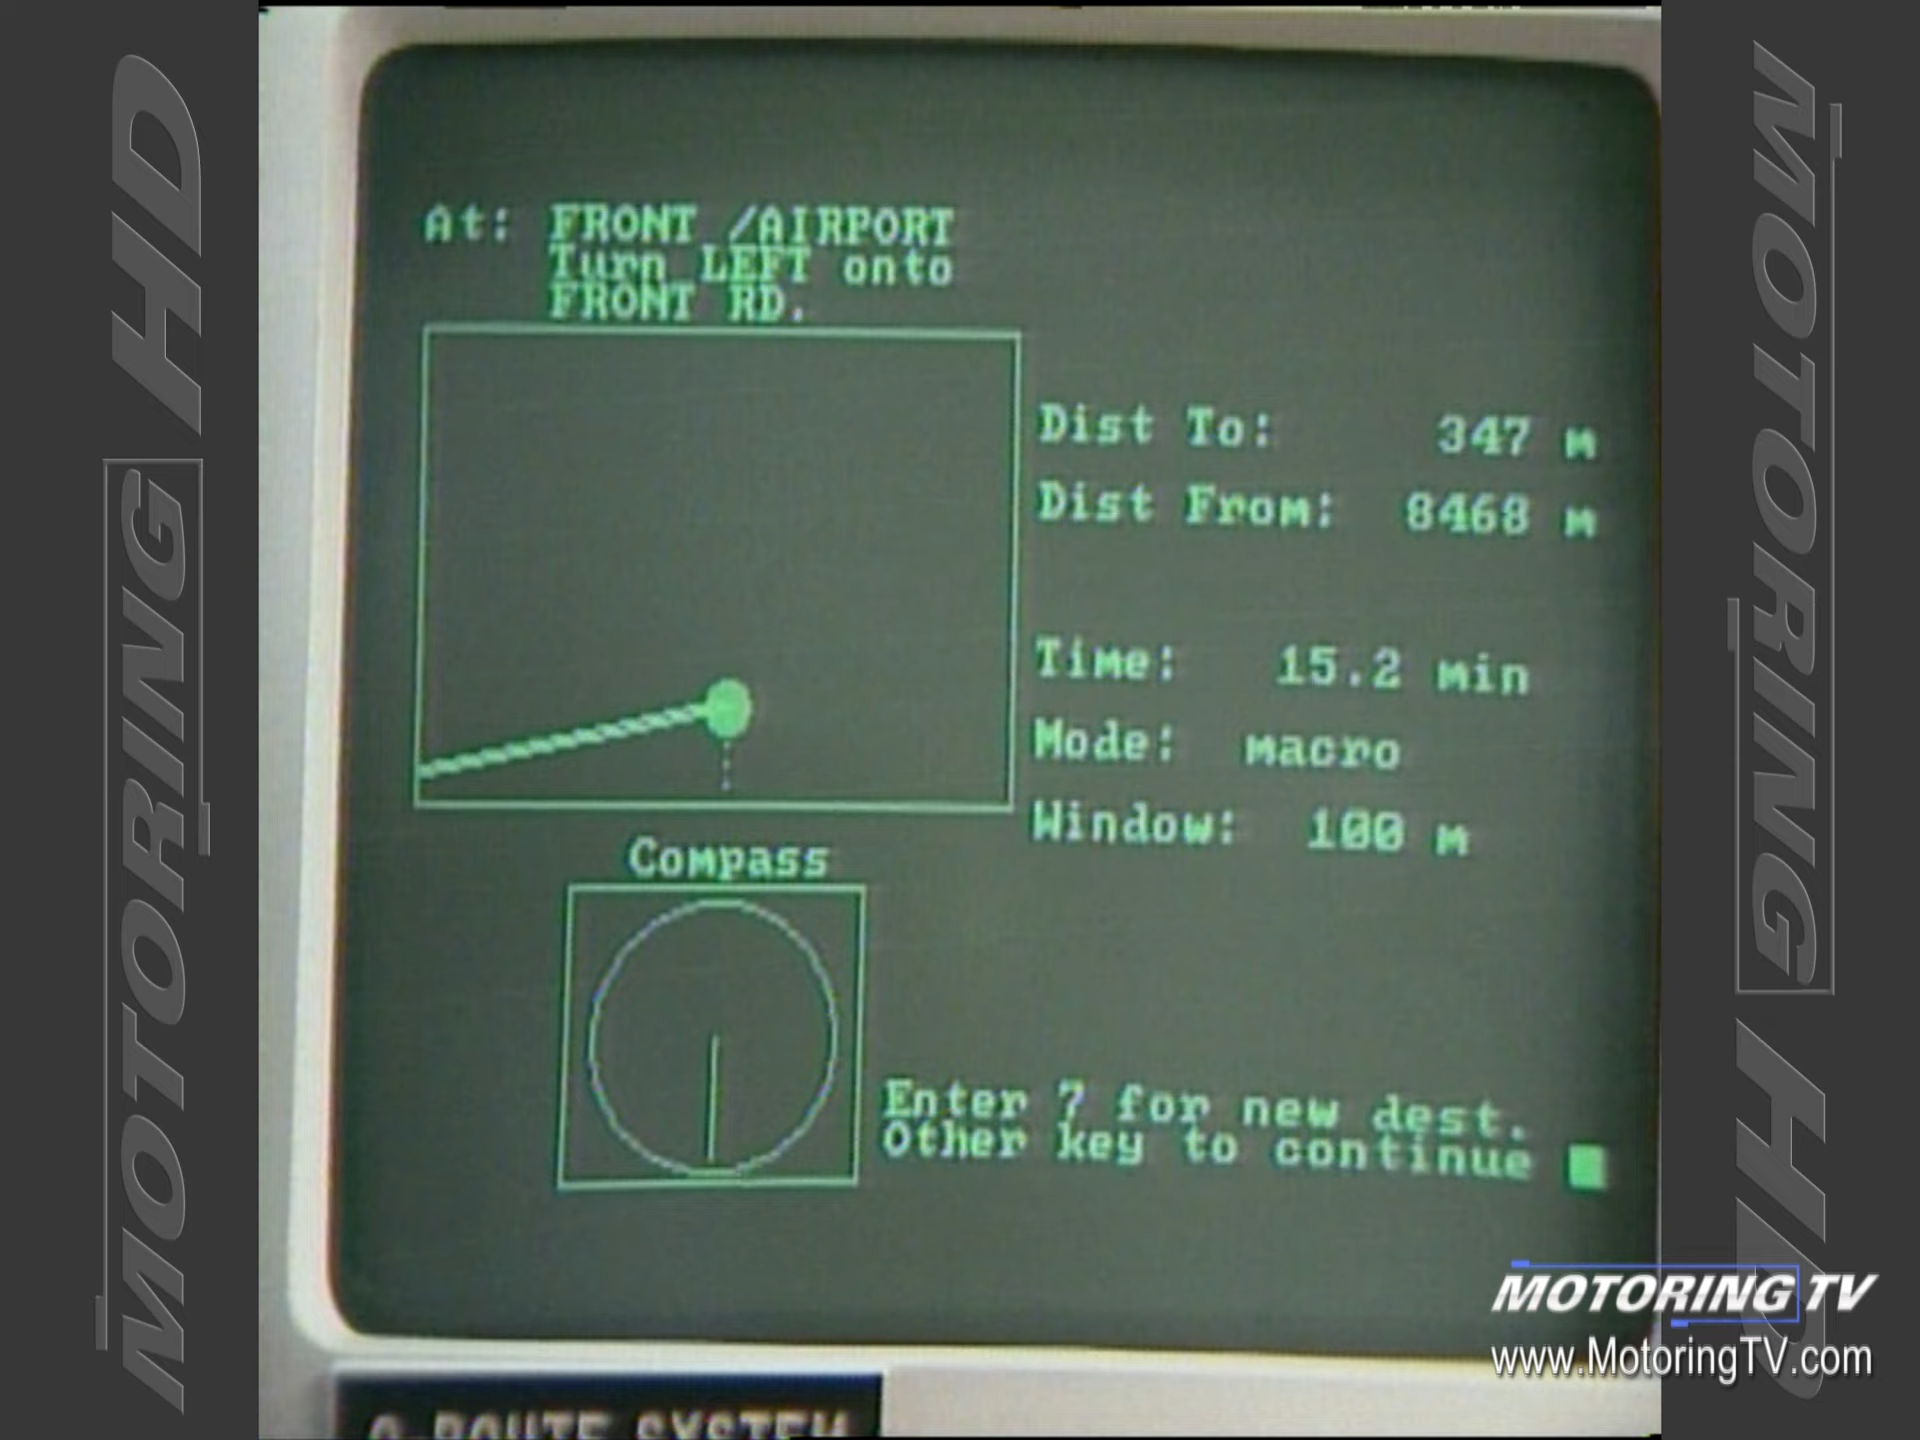 MOTORING HD
At: FRONT /AIRPORT
Turn LEFT onto
FRONT RD.
Dist To: 347 m
Dist From: 8468 m
Time: 15.2 min
Mode: macro
Window: 100 m
Compass
Enter 7 for new dest.
Other key to continue
ROUTE SYSTEM
MOTORING HD
MOTORING TV
www.MotoringTV.com